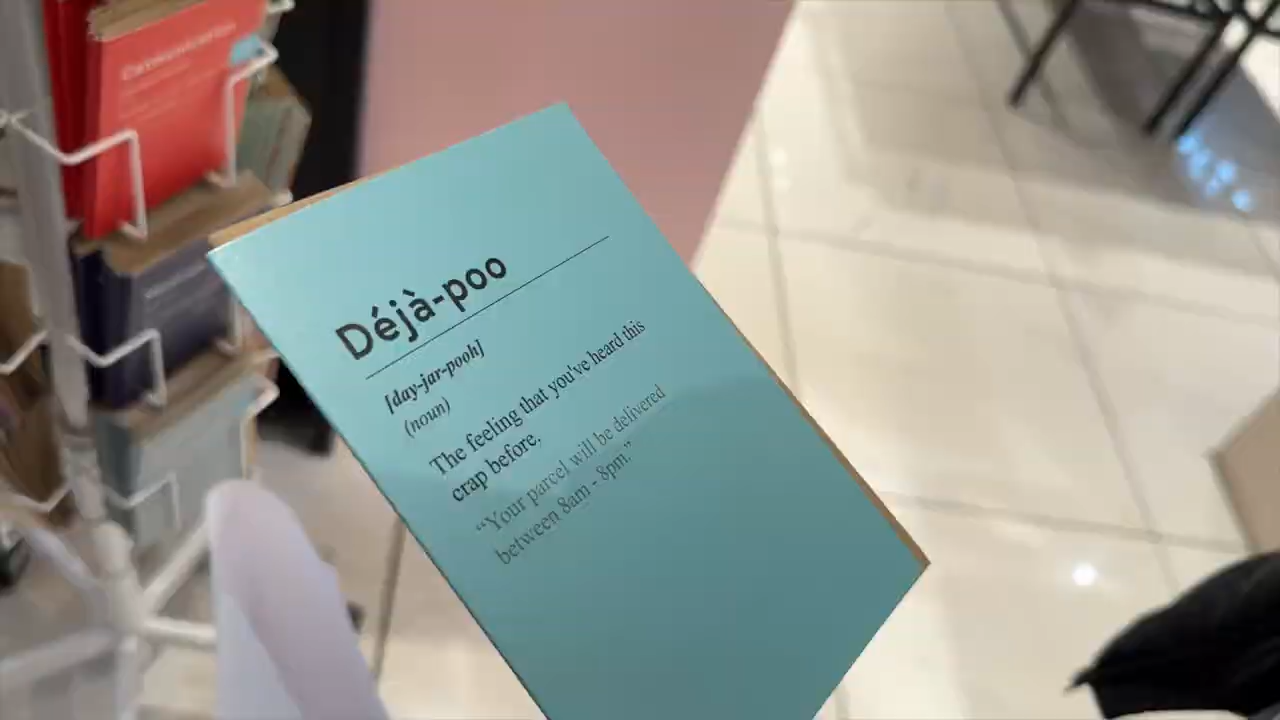 Déjà-poo
[day-jar-pooh]
(noun)
The feeling that you've heard this
crap before.
“Your parcel will be delivered
between 8am - 8pm.”